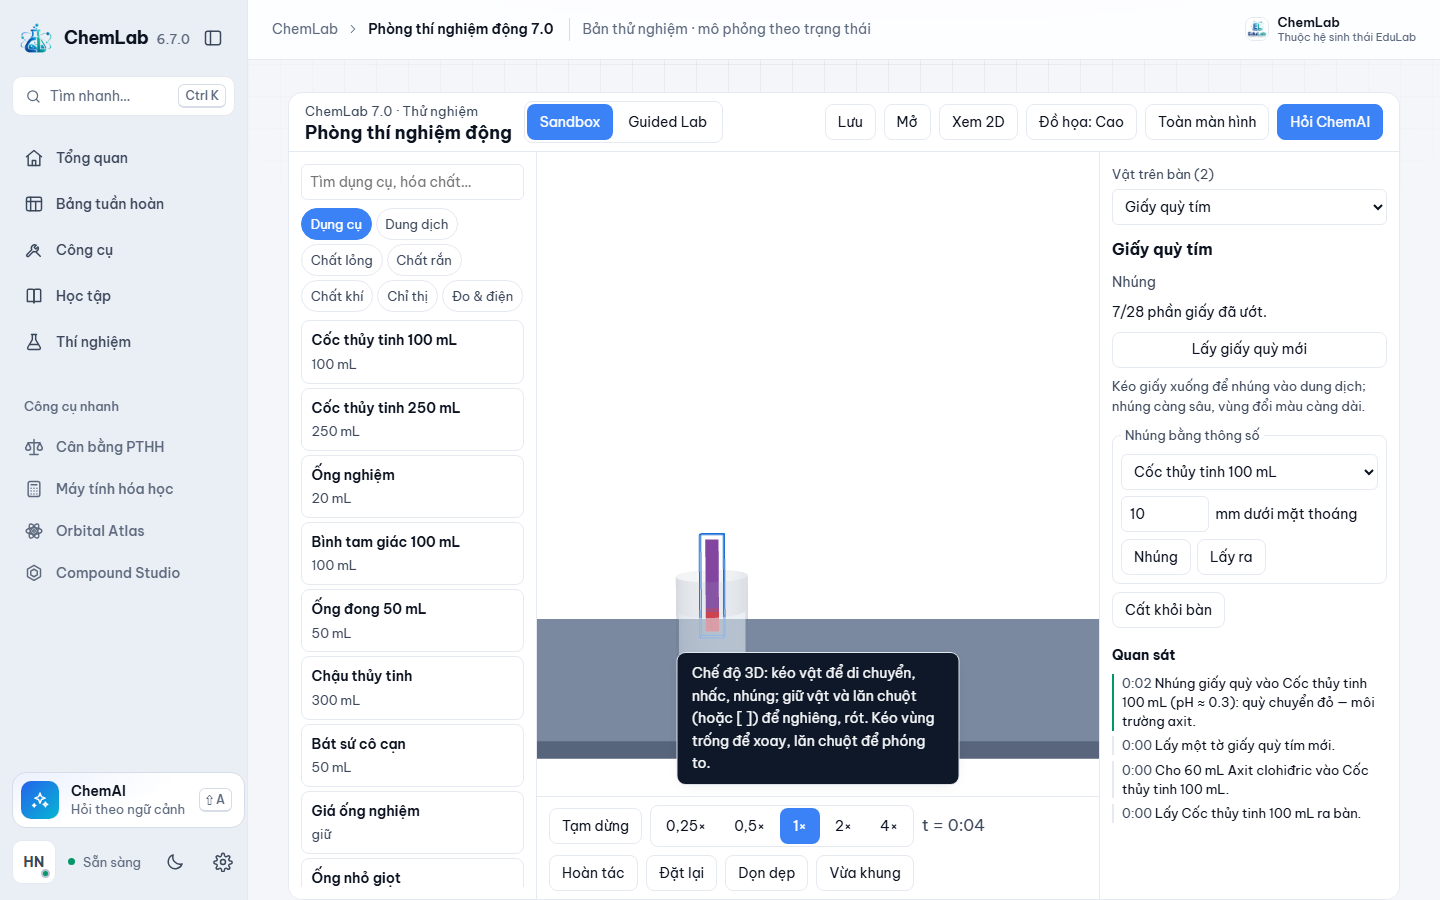 ChemLab 6.7.0
Tìm nhanh... Ctrl K
Tổng quan
Bảng tuần hoàn
Công cụ
Học tập
Thí nghiệm
Công cụ nhanh
Cân bằng PTHH
Máy tính hóa học
Orbital Atlas
Compound Studio
ChemAI
Hỏi theo ngữ cảnh
⇧ A
HN
Sẵn sàng
ChemLab > Phòng thí nghiệm động 7.0 Bản thử nghiệm · mô phỏng theo trạng thái
ChemLab
Thuộc hệ sinh thái EduLab
ChemLab 7.0 · Thử nghiệm
Phòng thí nghiệm động
Sandbox Guided Lab
Lưu Mở Xem 2D Đồ họa: Cao Toàn màn hình Hỏi ChemAI
Tìm dụng cụ, hóa chất...
Dụng cụ Dung dịch
Chất lỏng Chất rắn
Chất khí Chỉ thị Đo & điện
Cốc thủy tinh 100 mL
100 mL
Cốc thủy tinh 250 mL
250 mL
Ống nghiệm
20 mL
Bình tam giác 100 mL
100 mL
Ống đong 50 mL
50 mL
Chậu thủy tinh
300 mL
Bát sứ cô cạn
50 mL
Giá ống nghiệm
giữ
Ống nhỏ giọt
Chế độ 3D: kéo vật để di chuyển,
nhấc, nhúng; giữ vật và lăn chuột
(hoặc [ ]) để nghiêng, rót. Kéo vùng
trống để xoay, lăn chuột để phóng
to.
Tạm dừng 0,25× 0,5× 1× 2× 4× t = 0:04
Hoàn tác Đặt lại Dọn dẹp Vừa khung
Vật trên bàn (2)
Giấy quỳ tím
Giấy quỳ tím
Nhúng
7/28 phần giấy đã ướt.
Lấy giấy quỳ mới
Kéo giấy xuống để nhúng vào dung dịch;
nhúng càng sâu, vùng đổi màu càng dài.
Nhúng bằng thông số
Cốc thủy tinh 100 mL
10 mm dưới mặt thoáng
Nhúng Lấy ra
Cất khỏi bàn
Quan sát
0:02 Nhúng giấy quỳ vào Cốc thủy tinh
100 mL (pH ≈ 0.3): quỳ chuyển đỏ — môi
trường axit.
0:00 Lấy một tờ giấy quỳ tím mới.
0:00 Cho 60 mL Axit clohiđric vào Cốc
thủy tinh 100 mL.
0:00 Lấy Cốc thủy tinh 100 mL ra bàn.